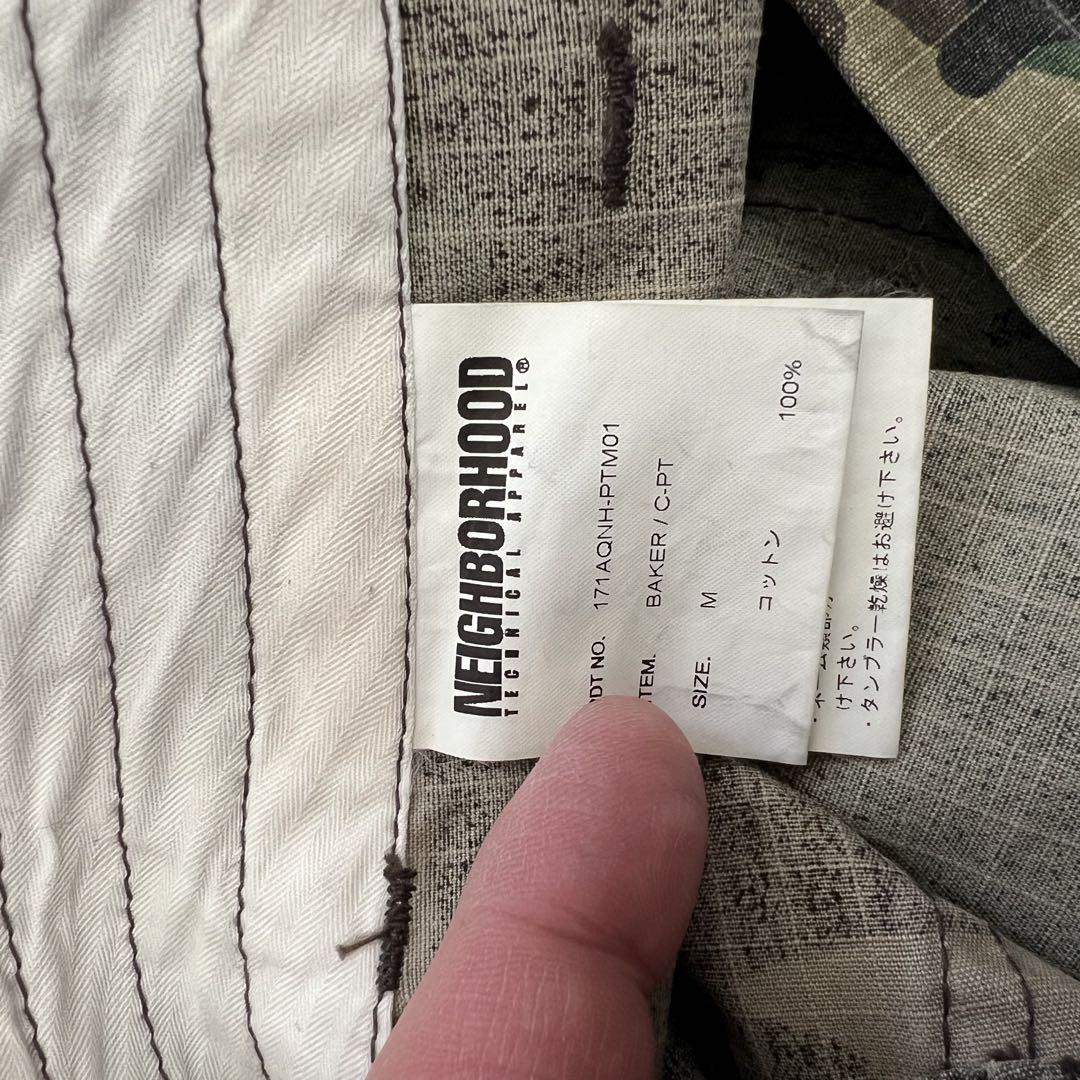 NEIGHBORHOOD
TECHNICAL APPAREL®
DT NO. 171AQNH-PTM01
TEM. BAKER / C-PT
SIZE. M
コットン 100%
け下さい。
・タンブラー乾燥はお避け下さい。